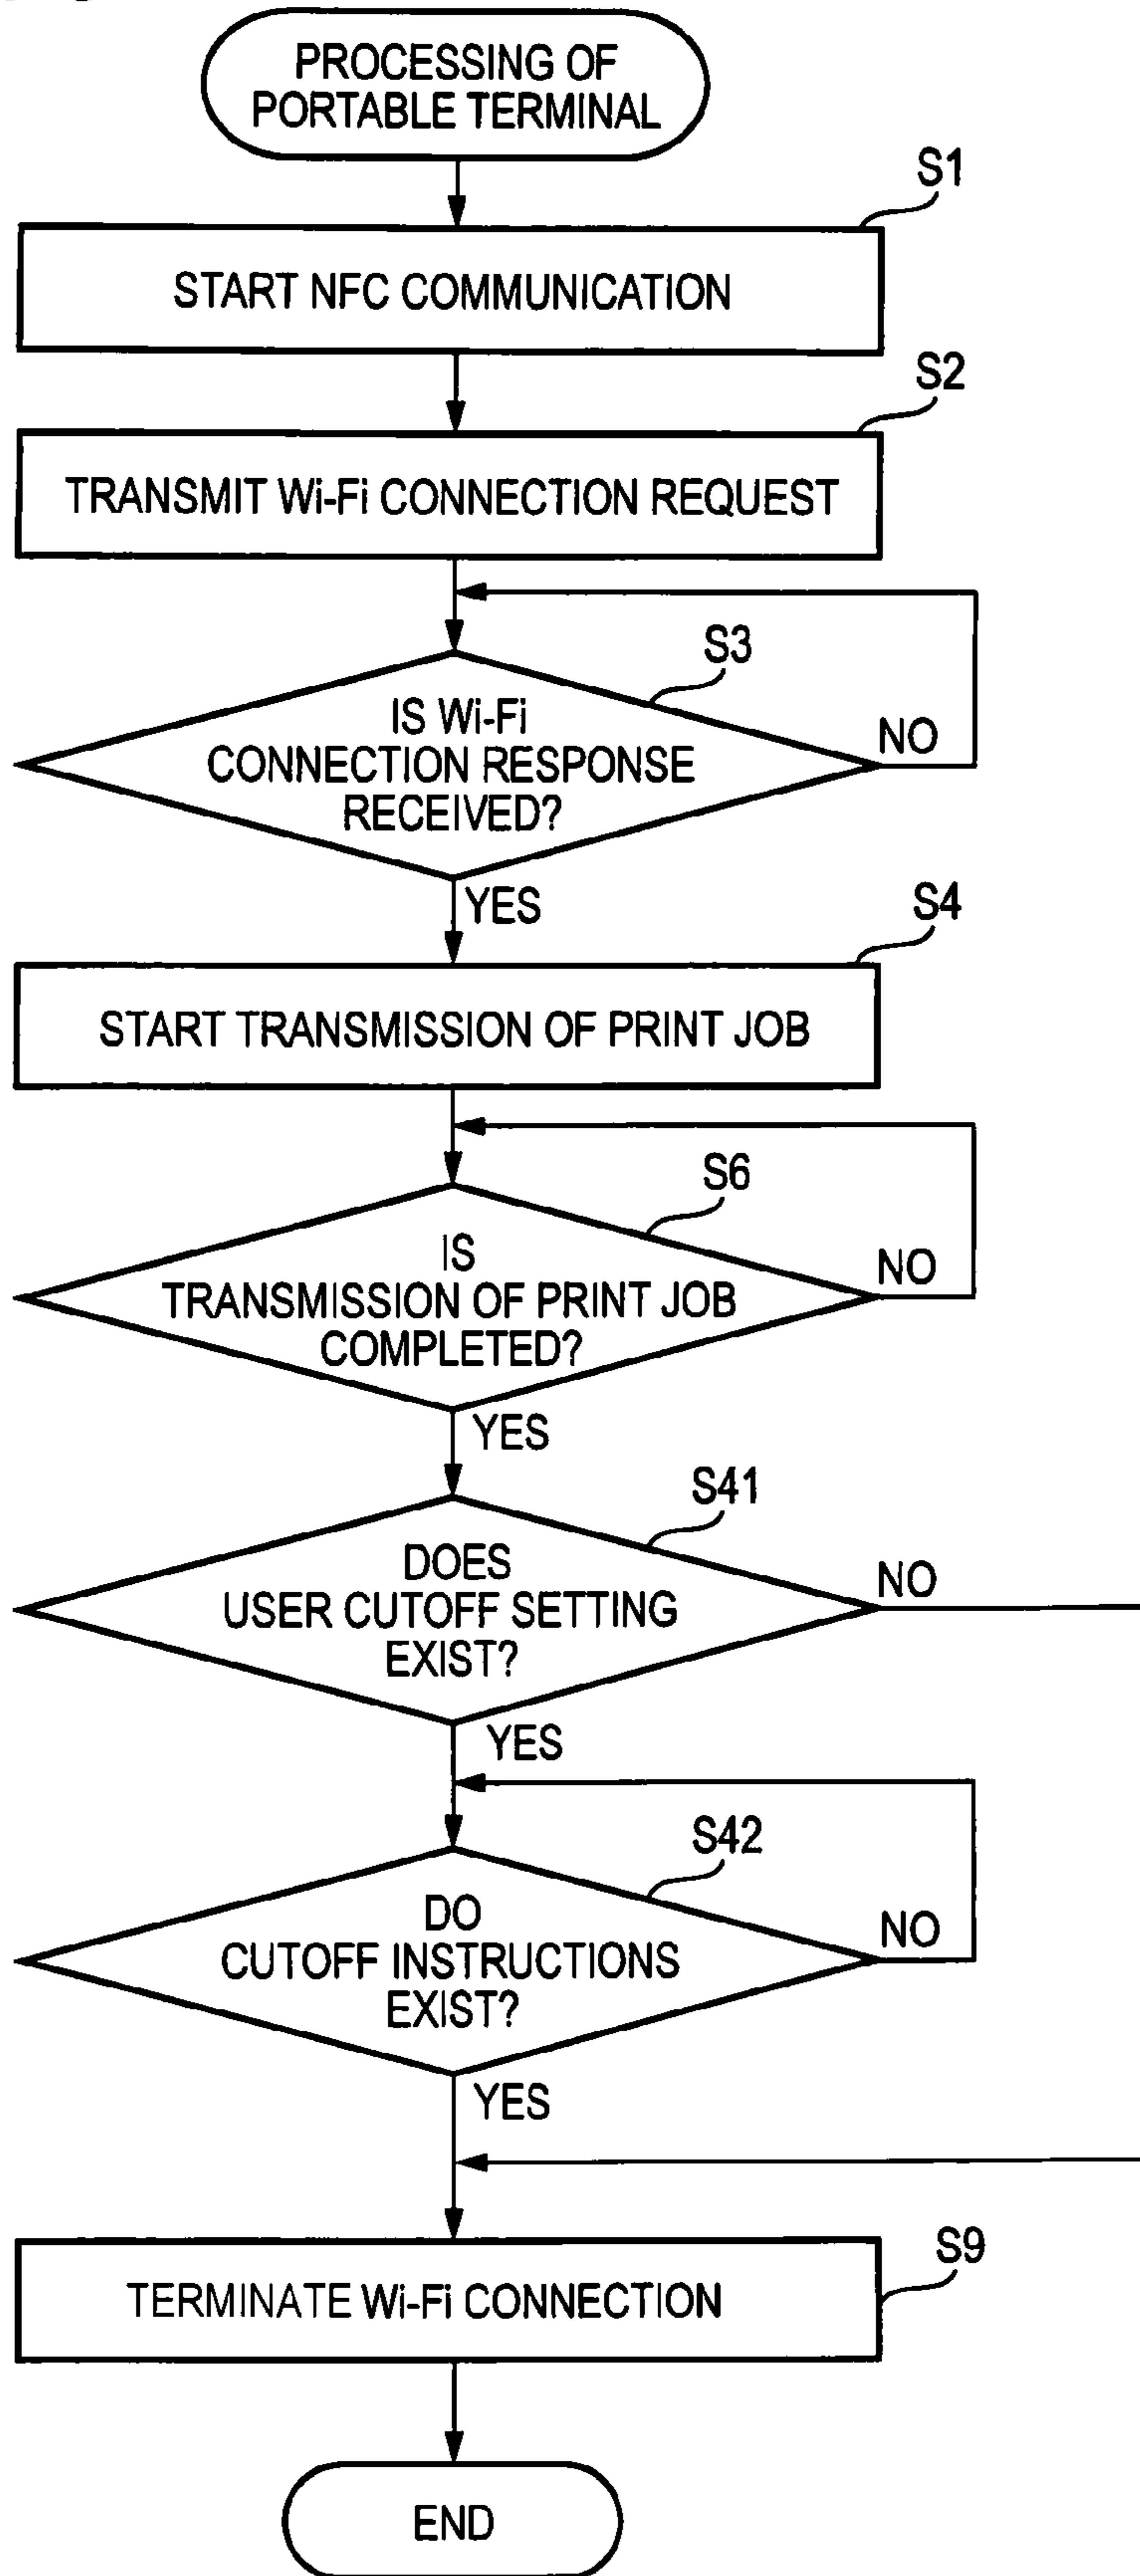 PROCESSING OF
PORTABLE TERMINAL
S1
START NFC COMMUNICATION
S2
TRANSMIT Wi-Fi CONNECTION REQUEST
S3
IS Wi-Fi
CONNECTION RESPONSE
RECEIVED?
NO
YES
S4
START TRANSMISSION OF PRINT JOB
S6
IS
TRANSMISSION OF PRINT JOB
COMPLETED?
NO
YES
S41
DOES
USER CUTOFF SETTING
EXIST?
NO
YES
S42
DO
CUTOFF INSTRUCTIONS
EXIST?
NO
YES
S9
TERMINATE Wi-Fi CONNECTION
END